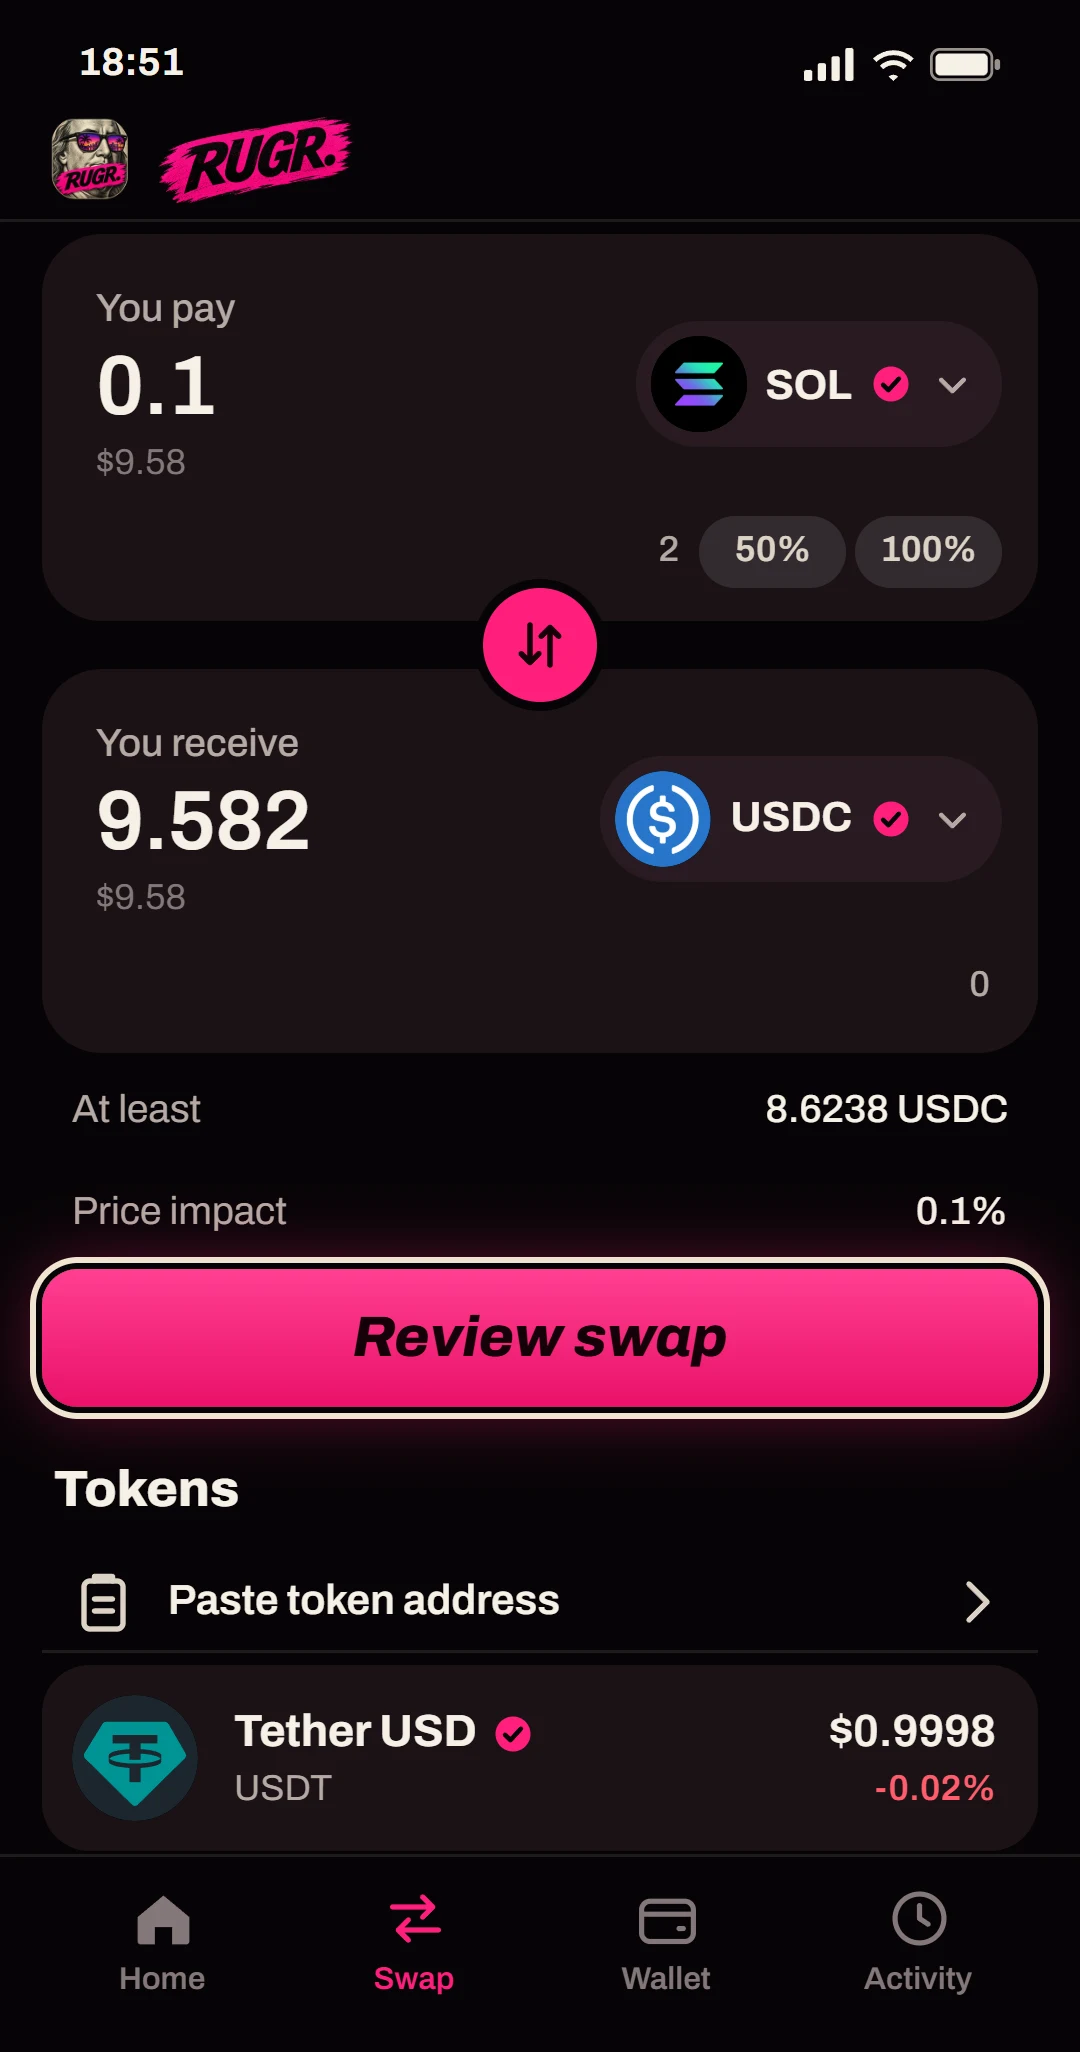 18:51
RUGR.
RUGR.
You pay
0.1
SOL
$9.58
2
50%
100%
You receive
9.582
USDC
$9.58
0
At least
8.6238 USDC
Price impact
0.1%
Review swap
Tokens
Paste token address
Tether USD
$0.9998
USDT
-0.02%
Home
Swap
Wallet
Activity